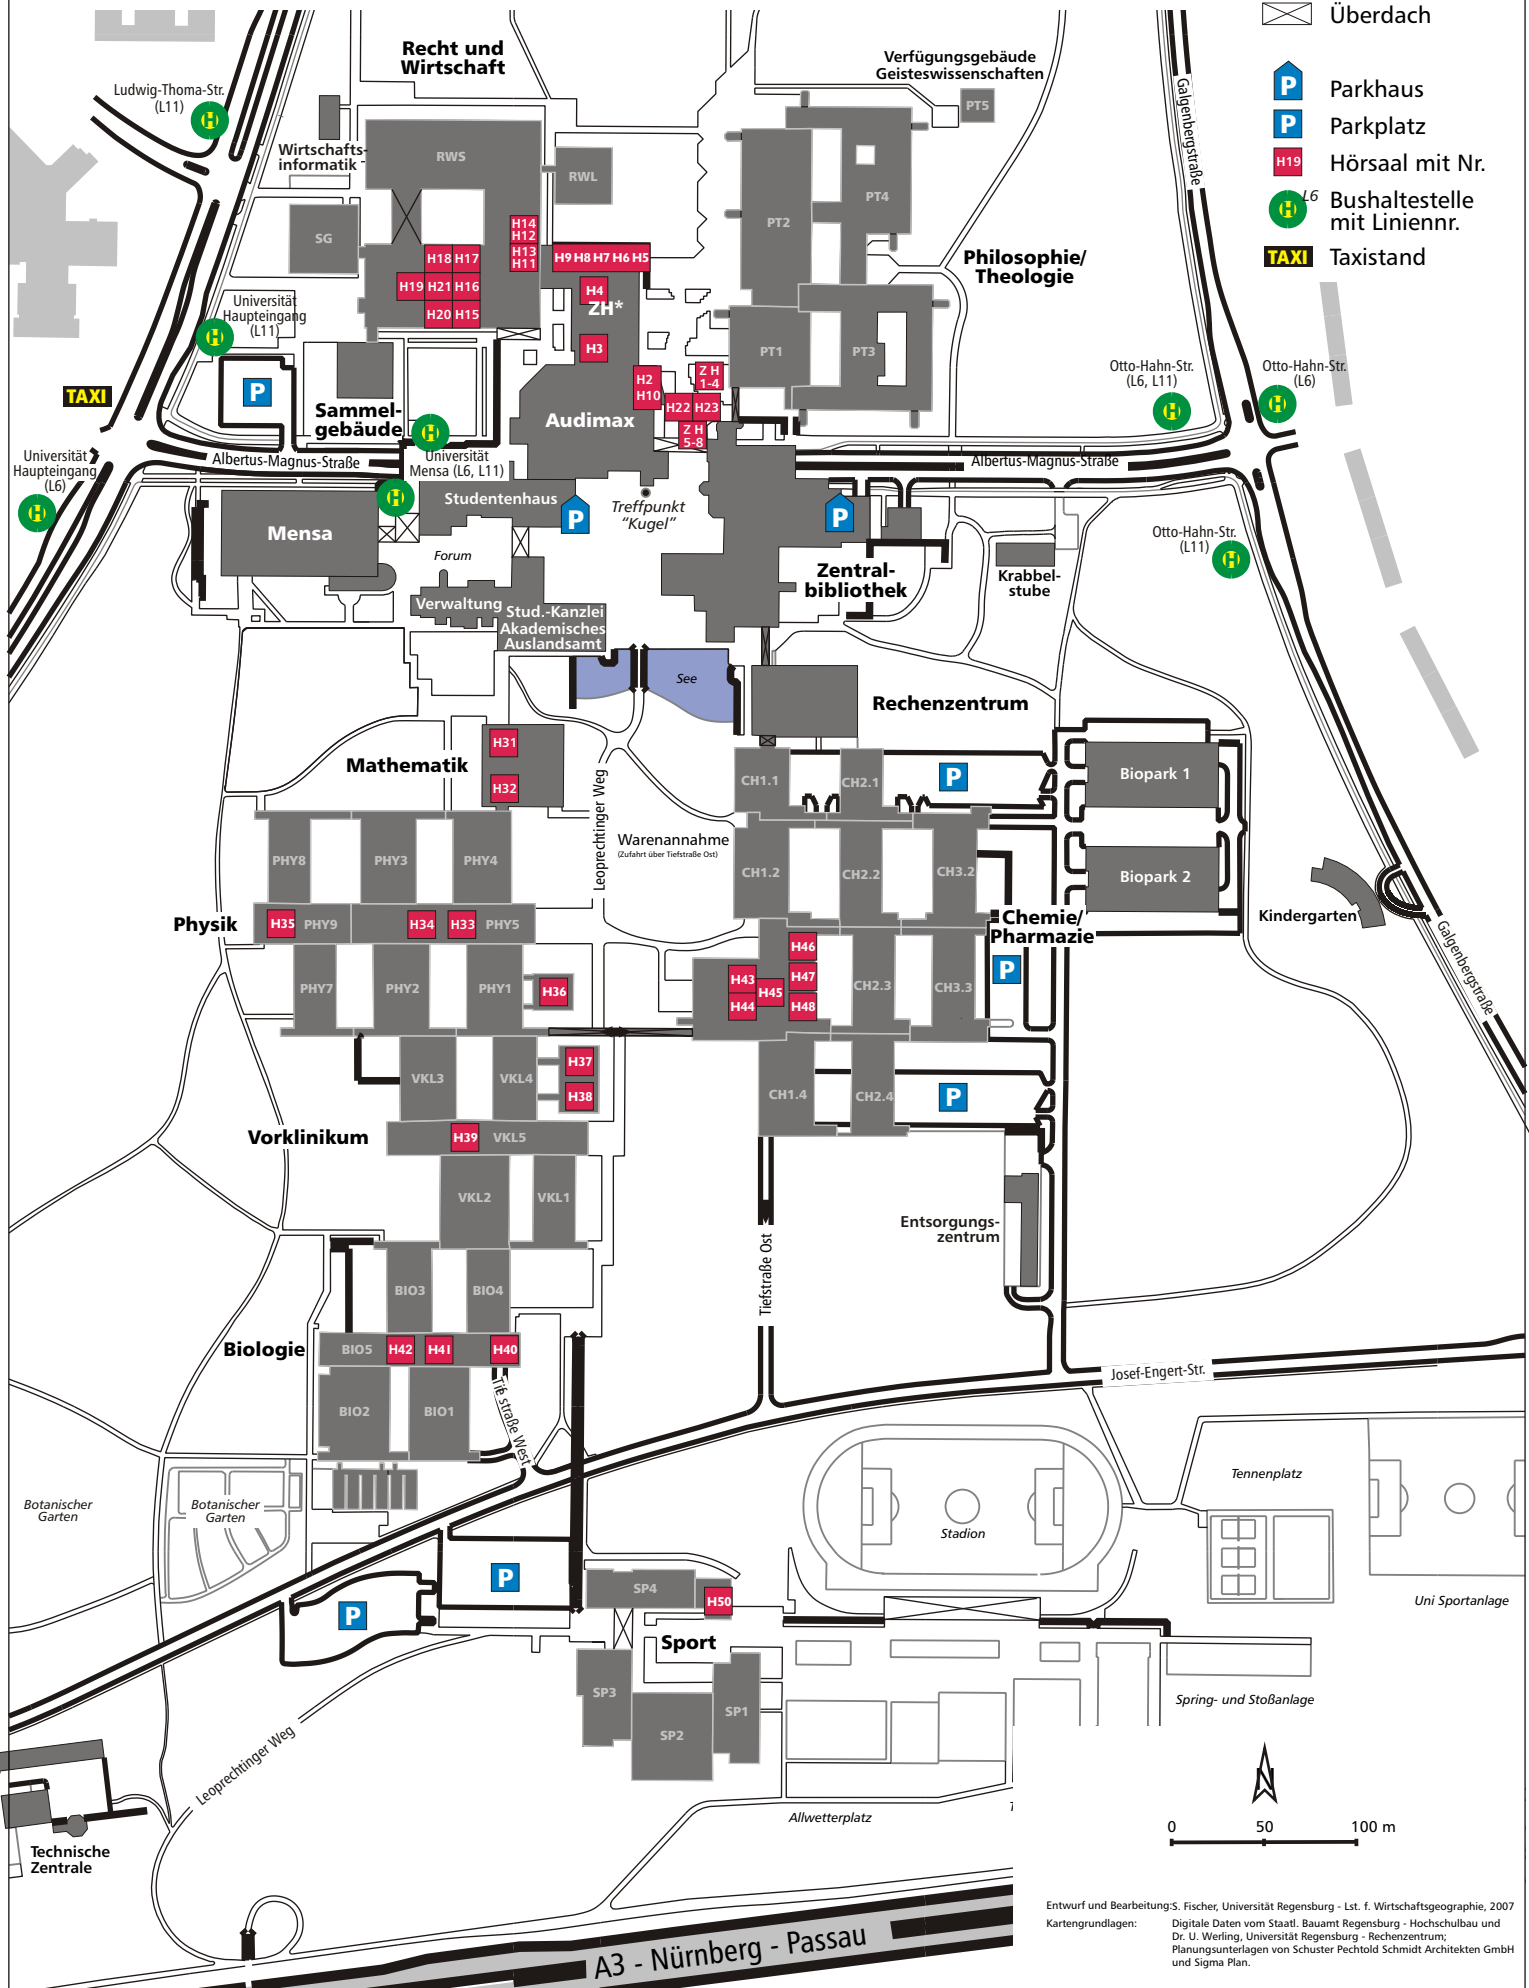 Überdach
P Parkhaus
P Parkplatz
H19 Hörsaal mit Nr.
H L6 Bushaltestelle
mit Liniennr.
TAXI Taxistand
Recht und
Wirtschaft
Verfügungsgebäude
Geisteswissenschaften
PT5
Ludwig-Thoma-Str.
(L11)
H
Galgenbergstraße
Wirtschafts-
informatik
RWS
RWL
PT4
PT2
SG
H14
H12
H13
H11
H9 H8 H7 H6 H5
H18 H17
H19 H21 H16
H20 H15
H4
ZH*
H3
Philosophie/
Theologie
Universität
Haupteingang
(L11)
H
PT1
PT3
P
TAXI
H2
H10
Z H
1-4
H22 H23
Z H
5-8
Otto-Hahn-Str.
(L6, L11)
H
Otto-Hahn-Str.
(L6)
H
Sammel-
gebäude
H
Audimax
Universität
Haupteingang
(L6)
H
Albertus-Magnus-Straße
Universität
Mensa (L6, L11)
H
Albertus-Magnus-Straße
Studentenhaus
P
Treffpunkt
“Kugel”
P
Mensa
Forum
Otto-Hahn-Str.
(L11)
H
Zentral-
bibliothek
Krabbel-
stube
Verwaltung
Stud.-Kanzlei
Akademisches
Auslandsamt
See
Rechenzentrum
H31
Mathematik
H32
Leoprechtinger Weg
CH1.1
CH2.1
P
Biopark 1
Warenannahme
(Zufahrt über Tiefstraße Ost)
PHY8
PHY3
PHY4
CH1.2
CH2.2
CH3.2
Biopark 2
Physik
H35
PHY9
H34
H33
PHY5
Chemie/
Pharmazie
Kindergarten
H46
H43
H47
H45
H44
H48
P
Galgenbergstraße
PHY7
PHY2
PHY1
H36
CH2.3
CH3.3
VKL3
VKL4
H37
H38
CH1.4
CH2.4
P
Vorklinikum
H39
VKL5
VKL2
VKL1
Entsorgungs-
zentrum
Tiefstraße Ost
BIO3
BIO4
Biologie
BIO5
H42
H41
H40
Josef-Engert-Str.
BIO2
BIO1
Tie straße West
Tennenplatz
Botanischer
Garten
Botanischer
Garten
Stadion
P
P
SP4
H50
Uni Sportanlage
Sport
SP3
SP1
SP2
Spring- und Stoßanlage
Leoprechtinger Weg
Allwetterplatz
Technische
Zentrale
0 50 100 m
A3 - Nürnberg - Passau
Entwurf und Bearbeitung: S. Fischer, Universität Regensburg - Lst. f. Wirtschaftsgeographie, 2007
Kartengrundlagen: Digitale Daten vom Staatl. Bauamt Regensburg - Hochschulbau und
Dr. U. Werling, Universität Regensburg - Rechenzentrum;
Planungsunterlagen von Schuster Pechtold Schmidt Architekten GmbH
und Sigma Plan.